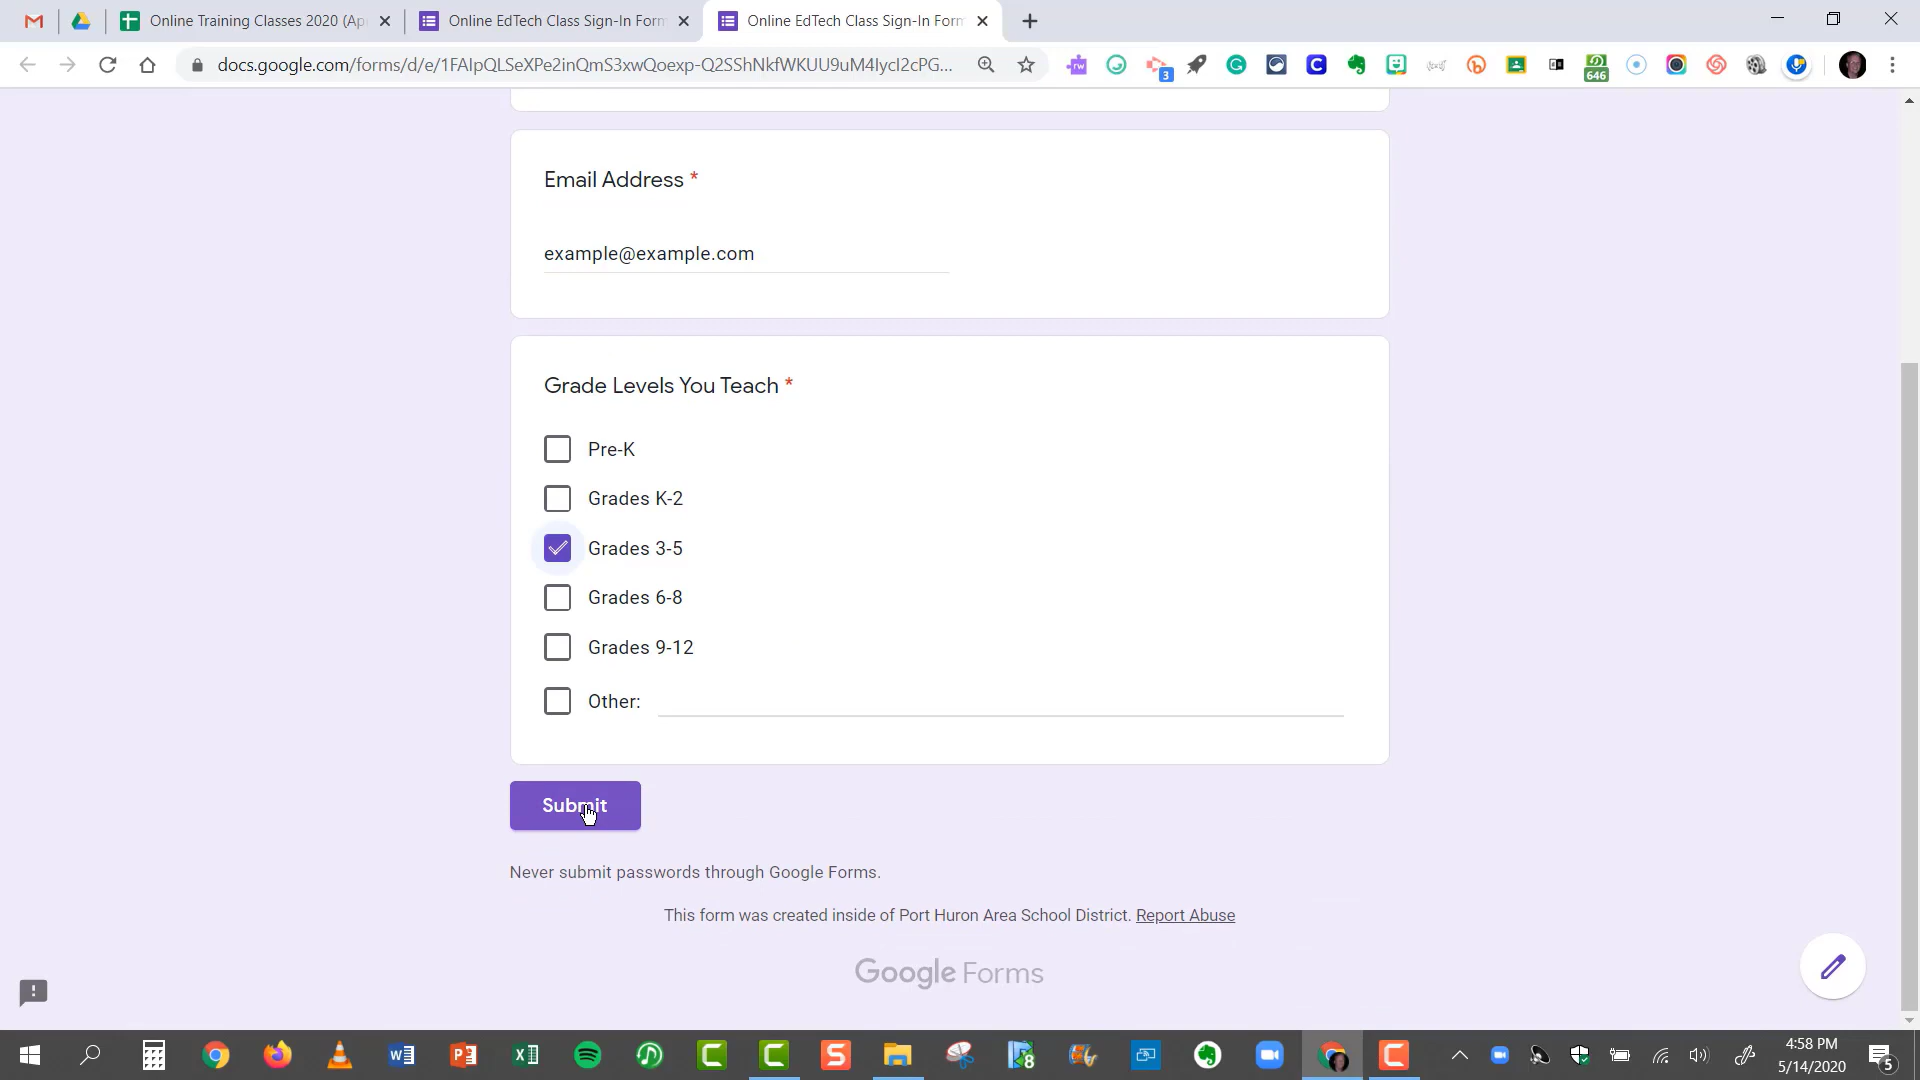 Online Training Classes 2020 (Ap
Online EdTech Class Sign-In Form
Online EdTech Class Sign-In Form
docs.google.com/forms/d/e/1FAIpQLSeXPe2inQmS3xwQoexp-Q2SShNkfWKUU9uM4IycI2cPG...
3
646
Email Address *
example@example.com
Grade Levels You Teach *
Pre-K
Grades K-2
Grades 3-5
Grades 6-8
Grades 9-12
Other:
Submit
Never submit passwords through Google Forms.
This form was created inside of Port Huron Area School District. Report Abuse
Google Forms
4:58 PM
5/14/2020
5